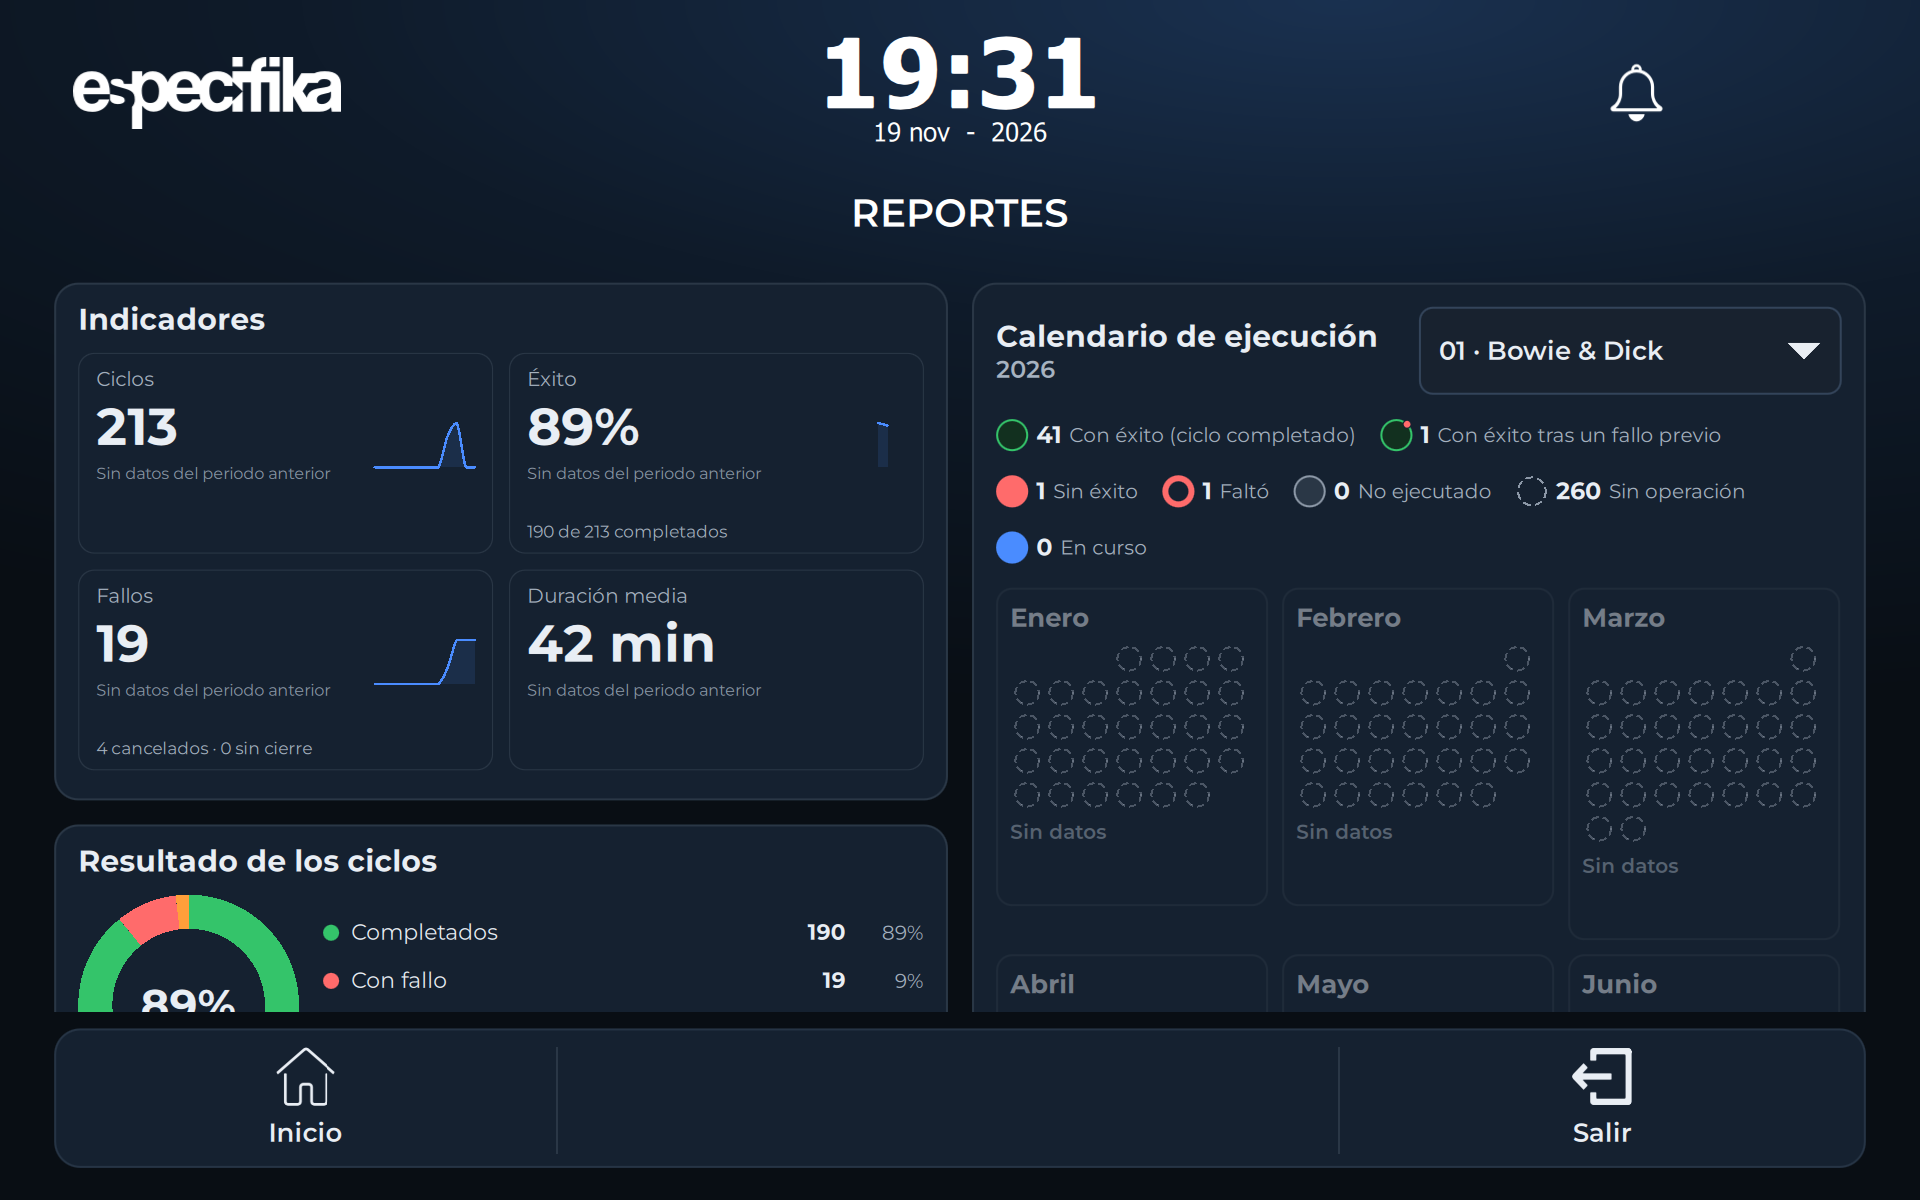 especifika
19:31
19 nov - 2026
REPORTES
Indicadores
Ciclos
213
Sin datos del periodo anterior
Éxito
89%
Sin datos del periodo anterior
190 de 213 completados
Fallos
19
Sin datos del periodo anterior
4 cancelados · 0 sin cierre
Duración media
42 min
Sin datos del periodo anterior
Resultado de los ciclos
89%
Completados 190 89%
Con fallo 19 9%
Calendario de ejecución
2026
01 · Bowie & Dick
41 Con éxito (ciclo completado) 1 Con éxito tras un fallo previo
1 Sin éxito 1 Faltó 0 No ejecutado 260 Sin operación
0 En curso
Enero
Sin datos
Febrero
Sin datos
Marzo
Sin datos
Abril
Mayo
Junio
Inicio
Salir